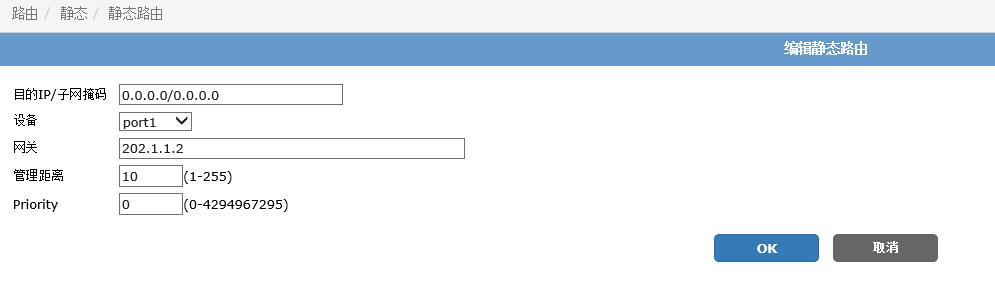 路由 / 静态 / 静态路由
编辑静态路由
目的IP/子网掩码 0.0.0.0/0.0.0.0
设备 port1
网关 202.1.1.2
管理距离 10 (1-255)
Priority 0 (0-4294967295)
OK 取消